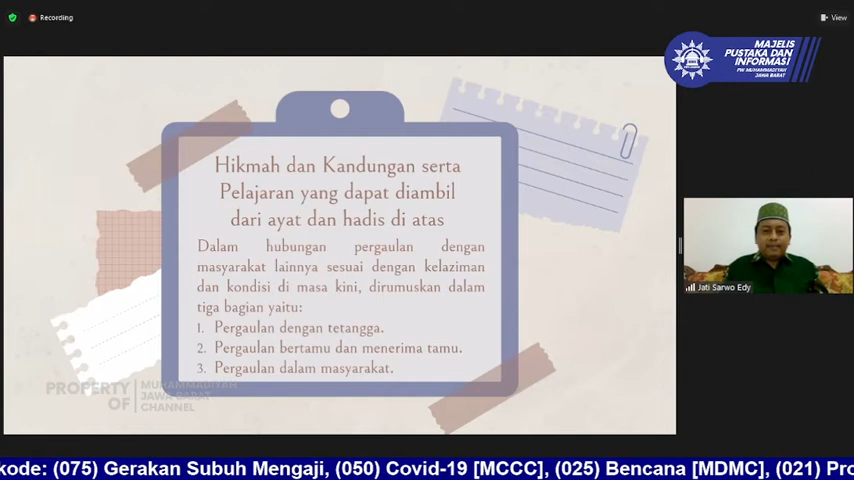 Recording
View
MAJELIS
PUSTAKA DAN
INFORMASI
PW MUHAMMADIYAH
JAWA BARAT
Hikmah dan Kandungan serta
Pelajaran yang dapat diambil
dari ayat dan hadis di atas
Dalam hubungan pergaulan dengan
masyarakat lainnya sesuai dengan kelaziman
dan kondisi di masa kini, dirumuskan dalam
tiga bagian yaitu:
1. Pergaulan dengan tetangga.
2. Pergaulan bertamu dan menerima tamu.
3. Pergaulan dalam masyarakat.
Jati Sarwo Edy
PROPERTY
OF
MUHAMMADIYAH
JAWA BARAT
CHANNEL
kode: (075) Gerakan Subuh Mengaji, (050) Covid-19 [MCCC], (025) Bencana [MDMC], (021) Pro